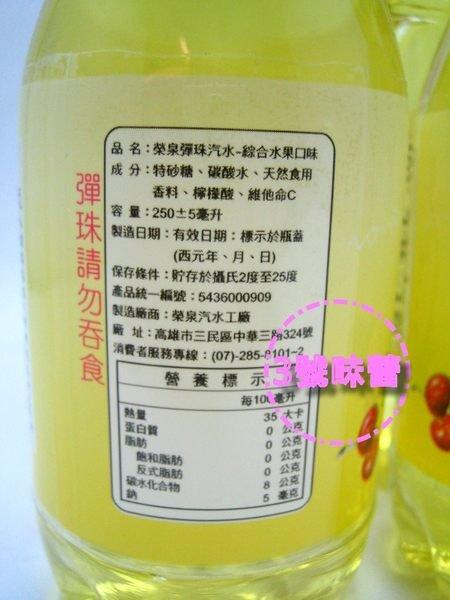 彈珠請勿吞食
品 名：榮泉彈珠汽水-綜合水果口味
成 分：特砂糖、碳酸水、天然食用
香料、檸檬酸、維他命C
容 量：250±5毫升
製造日期：有效日期：標示於瓶蓋
(西元年、月、日)
保存條件：貯存於攝氏2度至25度
產品統一編號：5436000909
製造廠商：榮泉汽水工廠
廠 址：高雄市三民區中華三路324號
消費者服務專線：(07)-285-8101~2
營養標示
每100毫升
熱量 35 大卡
蛋白質 0 公克
脂肪 0 公克
飽和脂肪 0 公克
反式脂肪 0 公克
碳水化合物 8 公克
鈉 5 毫克
3號味蕾